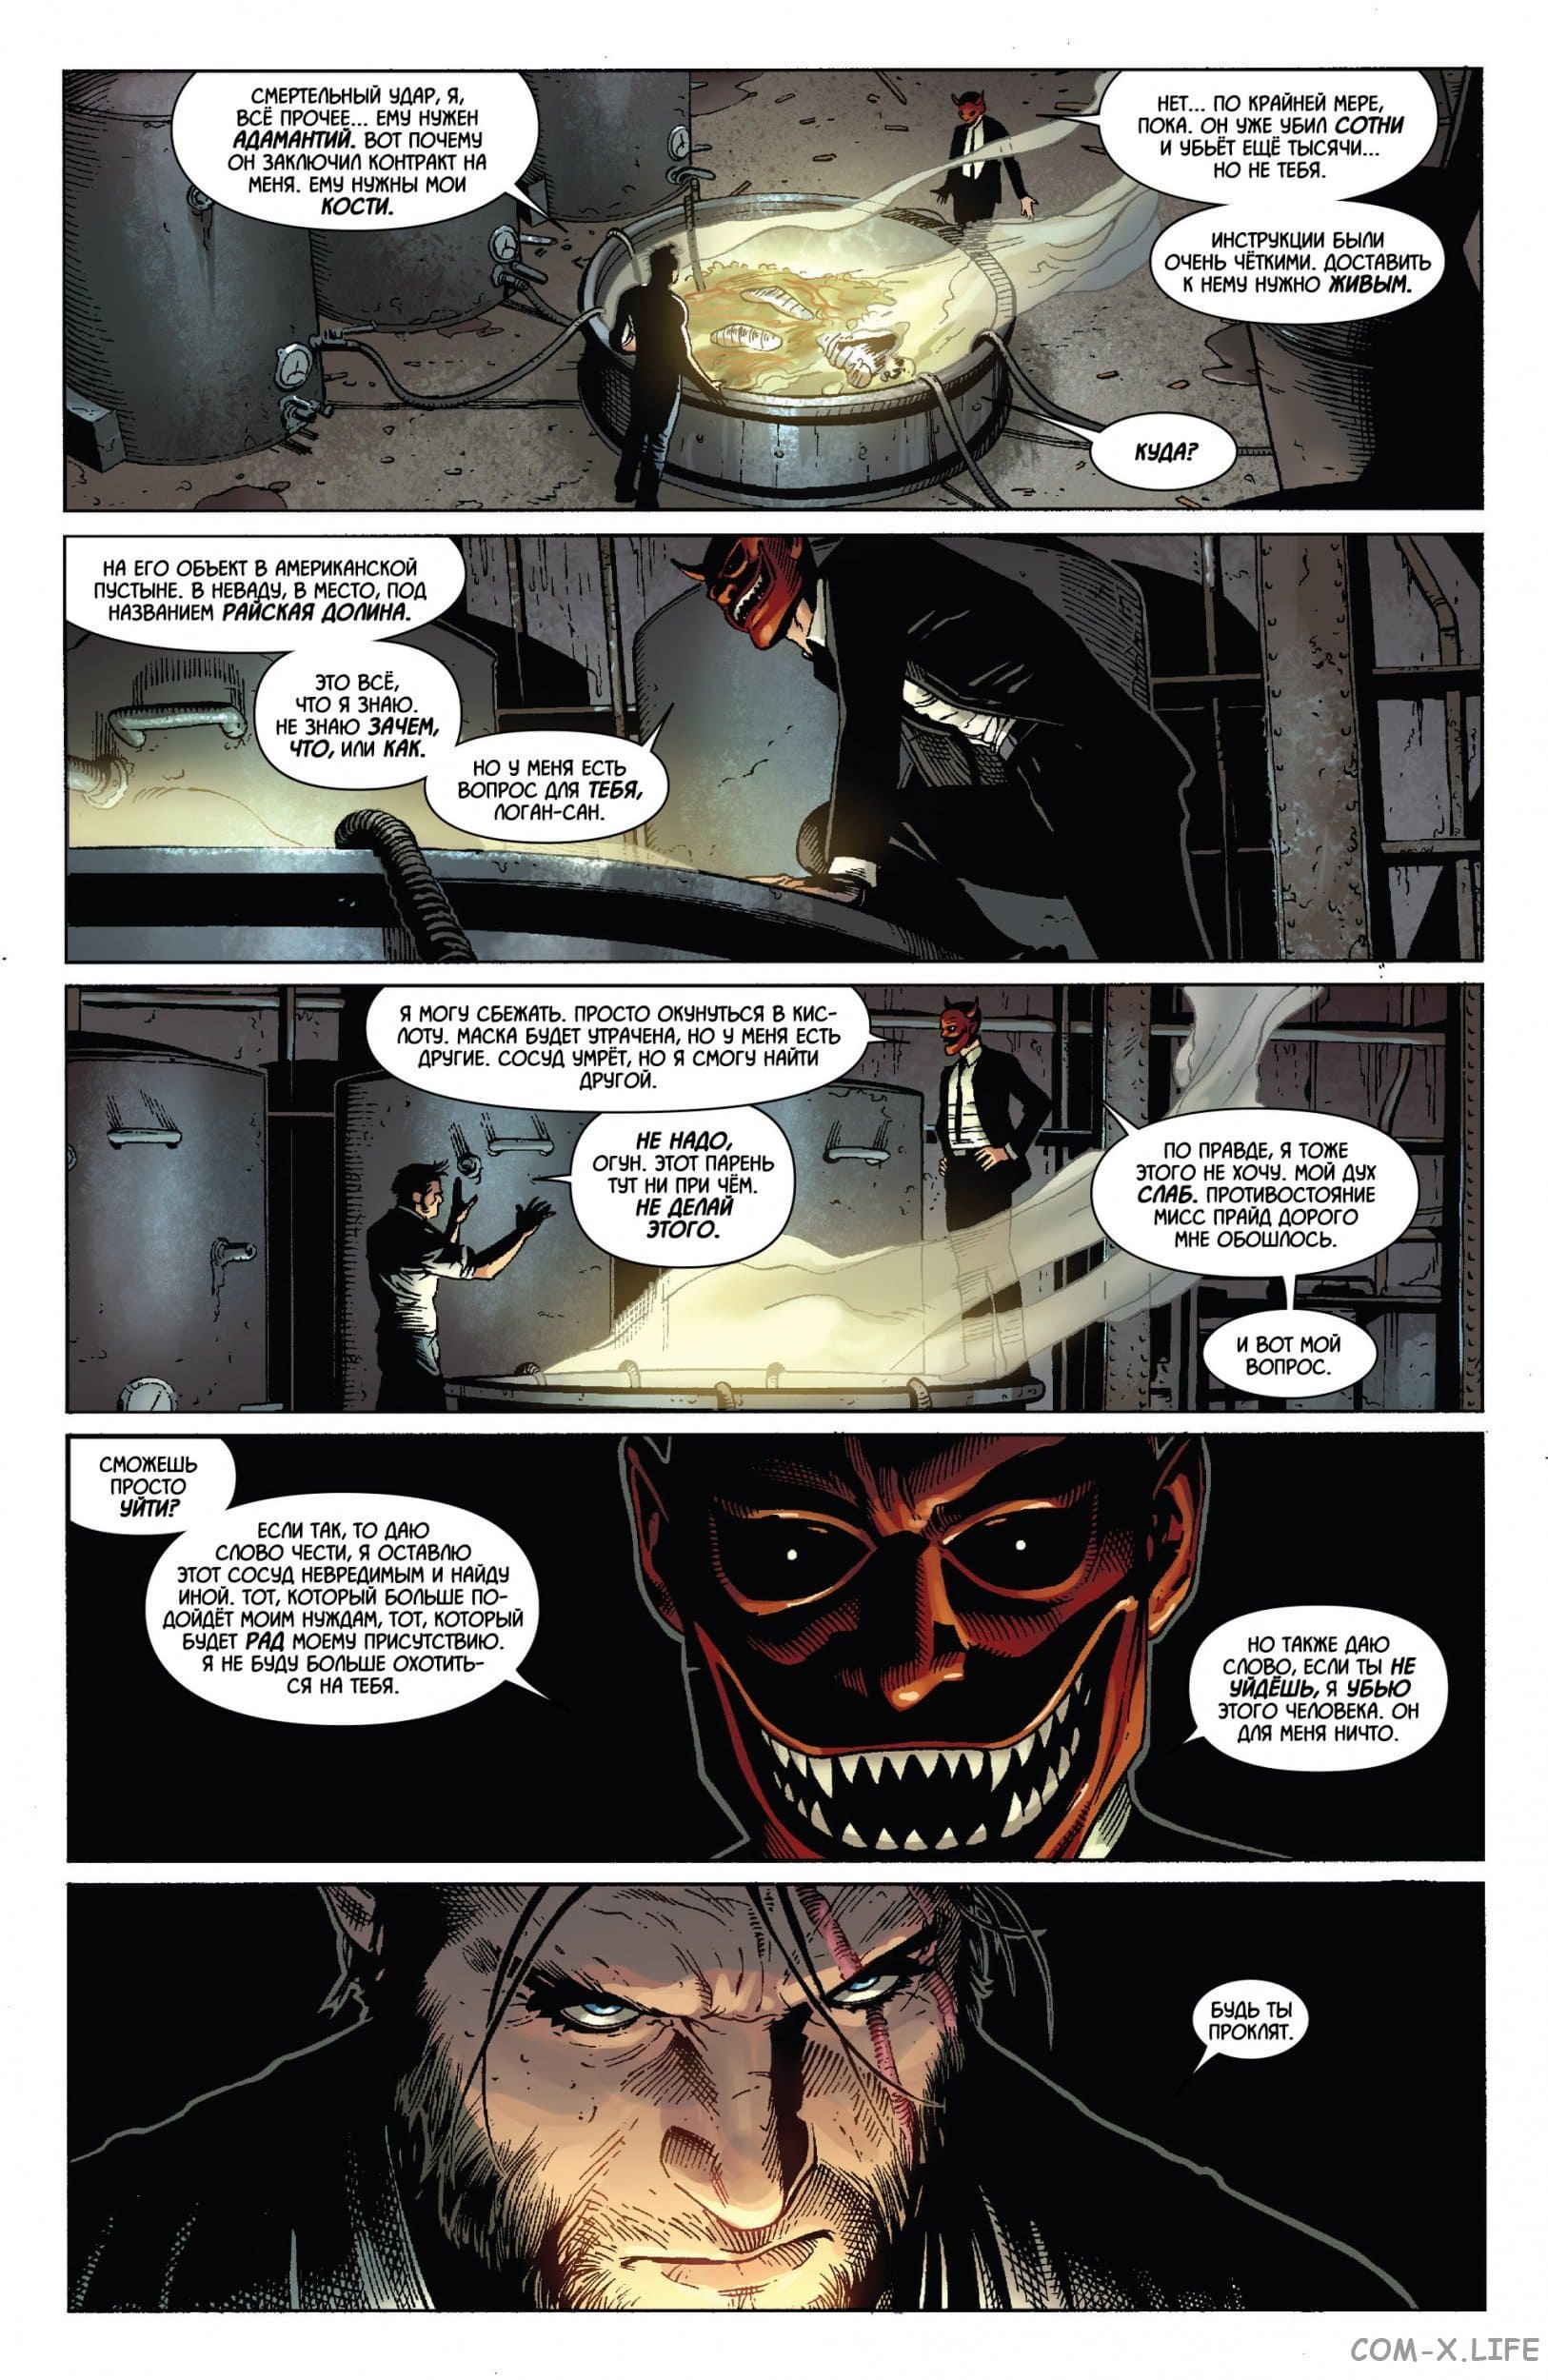 СМЕРТЕЛЬНЫЙ УДАР, Я,
ВСЁ ПРОЧЕЕ... ЕМУ НУЖЕН
АДАМАНТИЙ. ВОТ ПОЧЕМУ
ОН ЗАКЛЮЧИЛ КОНТРАКТ НА
МЕНЯ. ЕМУ НУЖНЫ МОИ
КОСТИ.
НЕТ... ПО КРАЙНЕЙ МЕРЕ,
ПОКА. ОН УЖЕ УБИЛ СОТНИ
И УБЬЁТ ЕЩЁ ТЫСЯЧИ...
НО НЕ ТЕБЯ.
ИНСТРУКЦИИ БЫЛИ
ОЧЕНЬ ЧЁТКИМИ. ДОСТАВИТЬ
К НЕМУ НУЖНО ЖИВЫМ.
КУДА?
НА ЕГО ОБЪЕКТ В АМЕРИКАНСКОЙ
ПУСТЫНЕ. В НЕВАДУ, В МЕСТО, ПОД
НАЗВАНИЕМ РАЙСКАЯ ДОЛИНА.
ЭТО ВСЁ,
ЧТО Я ЗНАЮ.
НЕ ЗНАЮ ЗАЧЕМ,
ЧТО, ИЛИ КАК.
НО У МЕНЯ ЕСТЬ
ВОПРОС ДЛЯ ТЕБЯ,
ЛОГАН-САН.
Я МОГУ СБЕЖАТЬ. ПРОСТО ОКУНУТЬСЯ В КИС-
ЛОТУ. МАСКА БУДЕТ УТРАЧЕНА, НО У МЕНЯ ЕСТЬ
ДРУГИЕ. СОСУД УМРЁТ, НО Я СМОГУ НАЙТИ
ДРУГОЙ.
НЕ НАДО,
ОГУН. ЭТОТ ПАРЕНЬ
ТУТ НИ ПРИ ЧЁМ.
НЕ ДЕЛАЙ
ЭТОГО.
ПО ПРАВДЕ, Я ТОЖЕ
ЭТОГО НЕ ХОЧУ. МОЙ ДУХ
СЛАБ. ПРОТИВОСТОЯНИЕ
МИСС ПРАЙД ДОРОГО
МНЕ ОБОШЛОСЬ.
И ВОТ МОЙ
ВОПРОС.
СМОЖЕШЬ
ПРОСТО
УЙТИ?
ЕСЛИ ТАК, ТО ДАЮ
СЛОВО ЧЕСТИ, Я ОСТАВЛЮ
ЭТОТ СОСУД НЕВРЕДИМЫМ И НАЙДУ
ИНОЙ. ТОТ, КОТОРЫЙ БОЛЬШЕ ПО-
ДОЙДЁТ МОИМ НУЖДАМ, ТОТ, КОТОРЫЙ
БУДЕТ РАД МОЕМУ ПРИСУТСТВИЮ.
Я НЕ БУДУ БОЛЬШЕ ОХОТИТЬ-
СЯ НА ТЕБЯ.
НО ТАКЖЕ ДАЮ
СЛОВО, ЕСЛИ ТЫ НЕ
УЙДЁШЬ, Я УБЬЮ
ЭТОГО ЧЕЛОВЕКА. ОН
ДЛЯ МЕНЯ НИЧТО.
БУДЬ ТЫ
ПРОКЛЯТ.
COM-X.LIFE